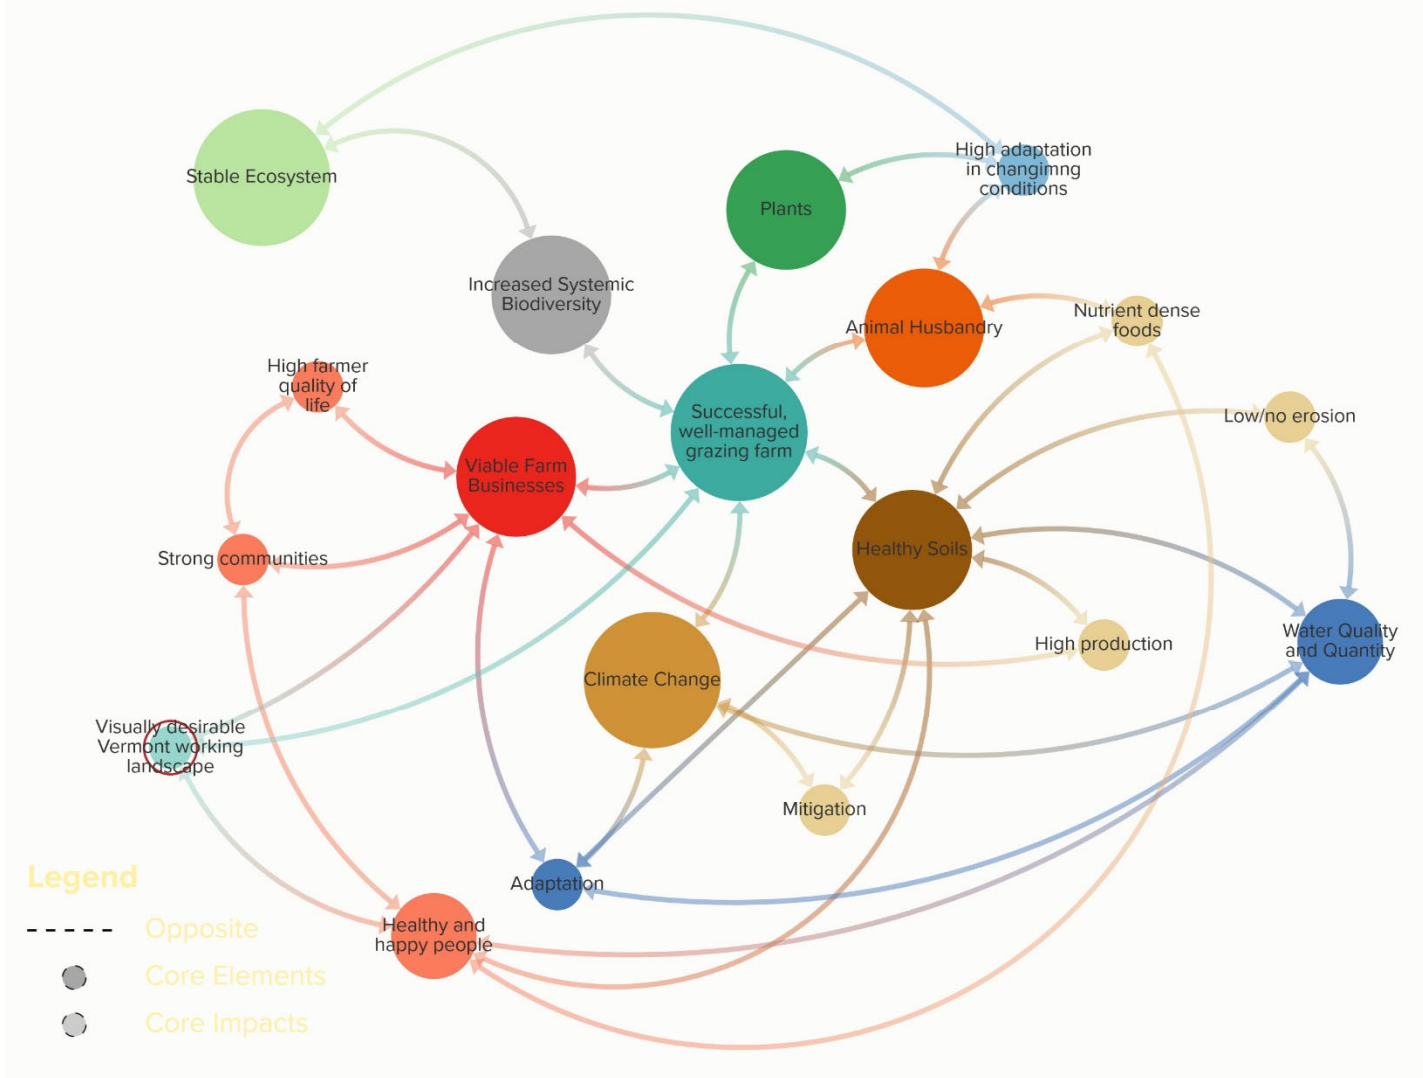 Stable Ecosystem
Plants
High adaptation
in changimng
conditions
Increased Systemic
Biodiversity
Animal Husbandry
Nutrient dense
foods
High farmer
quality of
life
Successful,
well-managed
grazing farm
Low/no erosion
Viable Farm
Businesses
Strong communities
Healthy Soils
High production
Water Quality
and Quantity
Climate Change
Visually desirable
Vermont working
landscape
Mitigation
Adaptation
Healthy and
happy people
Legend
Opposite
Core Elements
Core Impacts